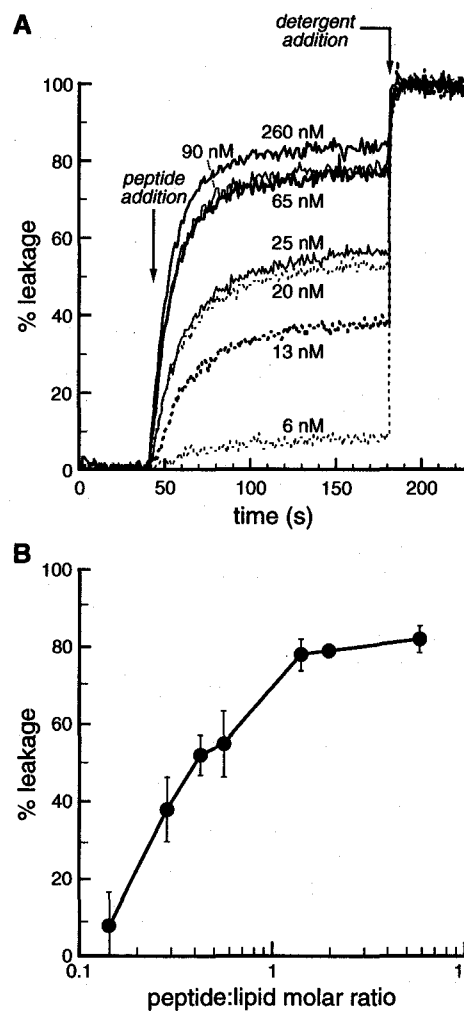 A
detergent
addition
100
80
60
40
20
0
% leakage
peptide
addition
260 nM
90 nM
65 nM
25 nM
20 nM
13 nM
6 nM
0
50
100
150
200
time (s)
B
100
80
60
40
20
0
% leakage
0.1
1
1
peptide:lipid molar ratio